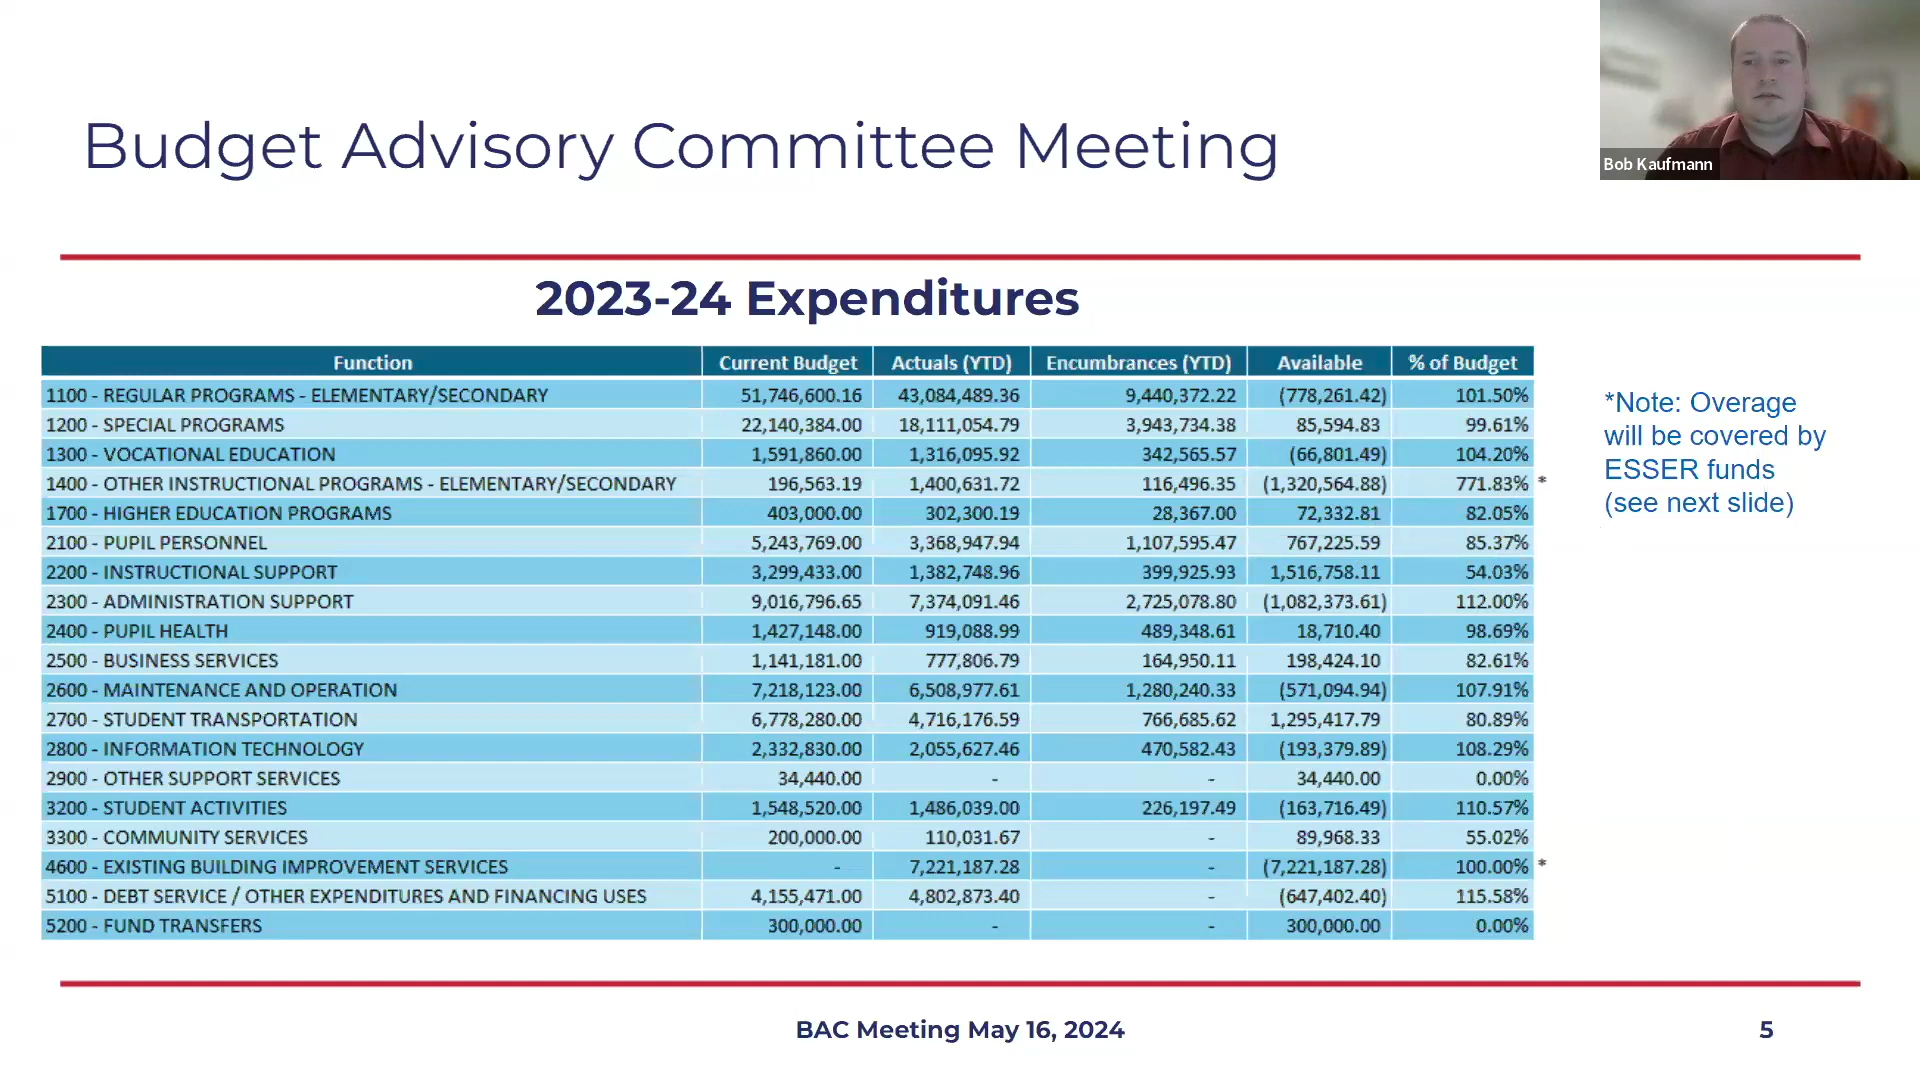 Bob Kaufmann
Budget Advisory Committee Meeting
2023-24 Expenditures
Function Current Budget Actuals (YTD) Encumbrances (YTD) Available % of Budget
1100 - REGULAR PROGRAMS - ELEMENTARY/SECONDARY 51,746,600.16 43,084,489.36 9,440,372.22 (778,261.42) 101.50%
1200 - SPECIAL PROGRAMS 22,140,384.00 18,111,054.79 3,943,734.38 85,594.83 99.61%
1300 - VOCATIONAL EDUCATION 1,591,860.00 1,316,095.92 342,565.57 (66,801.49) 104.20%
1400 - OTHER INSTRUCTIONAL PROGRAMS - ELEMENTARY/SECONDARY 196,563.19 1,400,631.72 116,496.35 (1,320,564.88) 771.83% *
1700 - HIGHER EDUCATION PROGRAMS 403,000.00 302,300.19 28,367.00 72,332.81 82.05%
2100 - PUPIL PERSONNEL 5,243,769.00 3,368,947.94 1,107,595.47 767,225.59 85.37%
2200 - INSTRUCTIONAL SUPPORT 3,299,433.00 1,382,748.96 399,925.93 1,516,758.11 54.03%
2300 - ADMINISTRATION SUPPORT 9,016,796.65 7,374,091.46 2,725,078.80 (1,082,373.61) 112.00%
2400 - PUPIL HEALTH 1,427,148.00 919,088.99 489,348.61 18,710.40 98.69%
2500 - BUSINESS SERVICES 1,141,181.00 777,806.79 164,950.11 198,424.10 82.61%
2600 - MAINTENANCE AND OPERATION 7,218,123.00 6,508,977.61 1,280,240.33 (571,094.94) 107.91%
2700 - STUDENT TRANSPORTATION 6,778,280.00 4,716,176.59 766,685.62 1,295,417.79 80.89%
2800 - INFORMATION TECHNOLOGY 2,332,830.00 2,055,627.46 470,582.43 (193,379.89) 108.29%
2900 - OTHER SUPPORT SERVICES 34,440.00 - - 34,440.00 0.00%
3200 - STUDENT ACTIVITIES 1,548,520.00 1,486,039.00 226,197.49 (163,716.49) 110.57%
3300 - COMMUNITY SERVICES 200,000.00 110,031.67 - 89,968.33 55.02%
4600 - EXISTING BUILDING IMPROVEMENT SERVICES - 7,221,187.28 - (7,221,187.28) 100.00% *
5100 - DEBT SERVICE / OTHER EXPENDITURES AND FINANCING USES 4,155,471.00 4,802,873.40 - (647,402.40) 115.58%
5200 - FUND TRANSFERS 300,000.00 - - 300,000.00 0.00%
*Note: Overage
will be covered by
ESSER funds
(see next slide)
BAC Meeting May 16, 2024
5